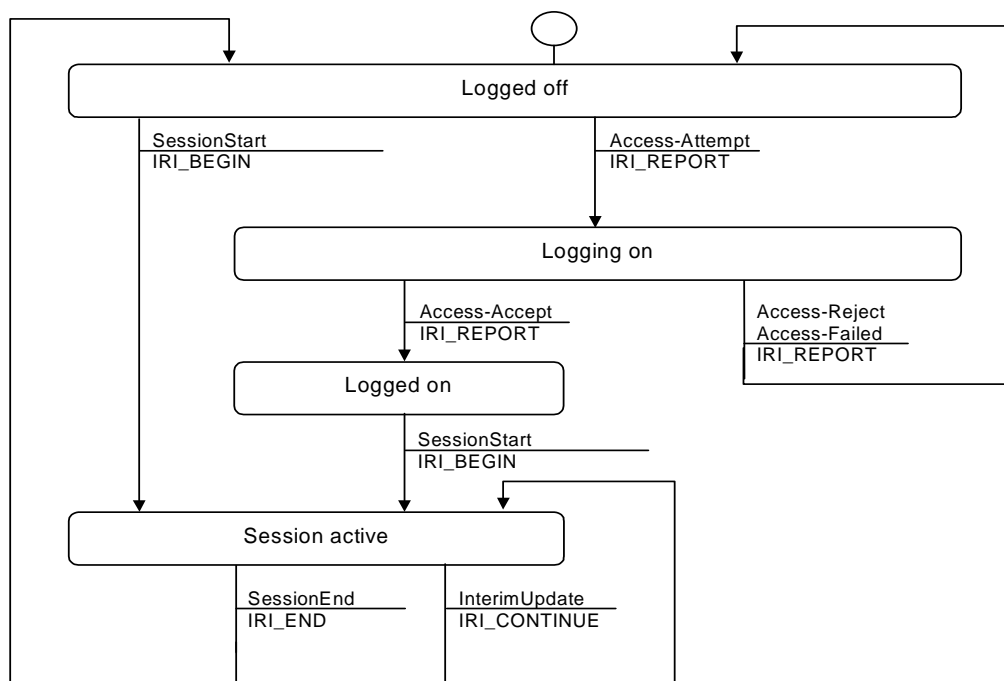 Logged off
SessionStart
IRI_BEGIN
Access-Attempt
IRI_REPORT
Logging on
Access-Accept
IRI_REPORT
Access-Reject
Access-Failed
IRI_REPORT
Logged on
SessionStart
IRI_BEGIN
Session active
SessionEnd
IRI_END
InterimUpdate
IRI_CONTINUE